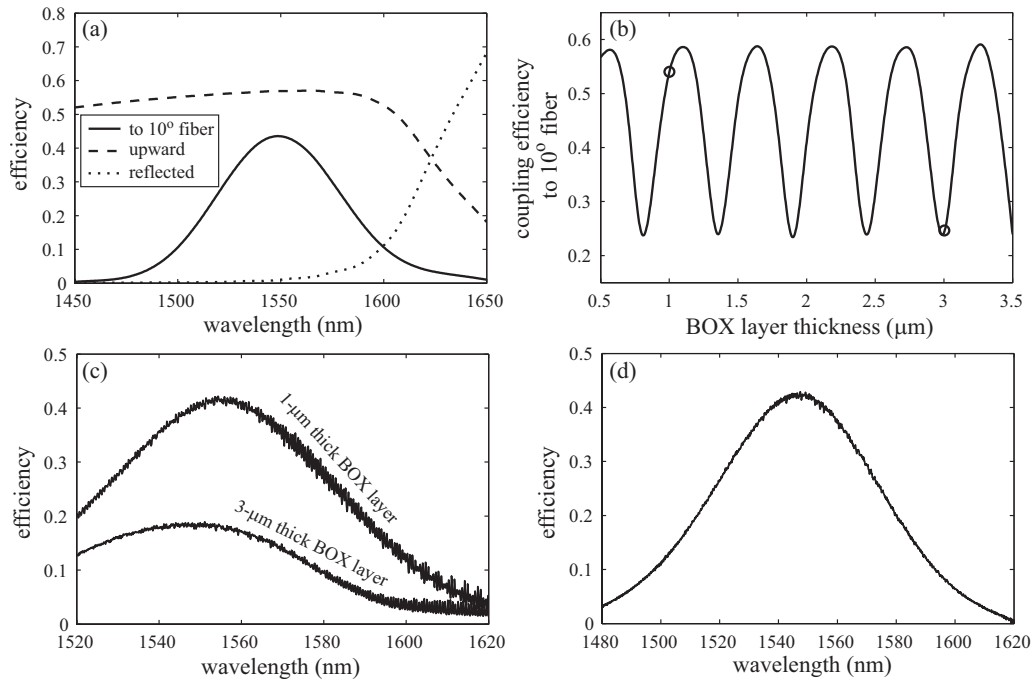 (a)
efficiency
0.8
0.7
0.6
0.5
0.4
0.3
0.2
0.1
0
to 10° fiber
upward
reflected
1450 1500 1550 1600 1650
wavelength (nm)
(b)
coupling efficiency
to 10° fiber
0.6
0.5
0.4
0.3
0.2
0.5 1 1.5 2 2.5 3 3.5
BOX layer thickness (μm)
(c)
efficiency
0.5
0.4
0.3
0.2
0.1
0
1-μm thick BOX layer
3-μm thick BOX layer
1520 1540 1560 1580 1600 1620
wavelength (nm)
(d)
efficiency
0.5
0.4
0.3
0.2
0.1
0
1480 1500 1520 1540 1560 1580 1600 1620
wavelength (nm)